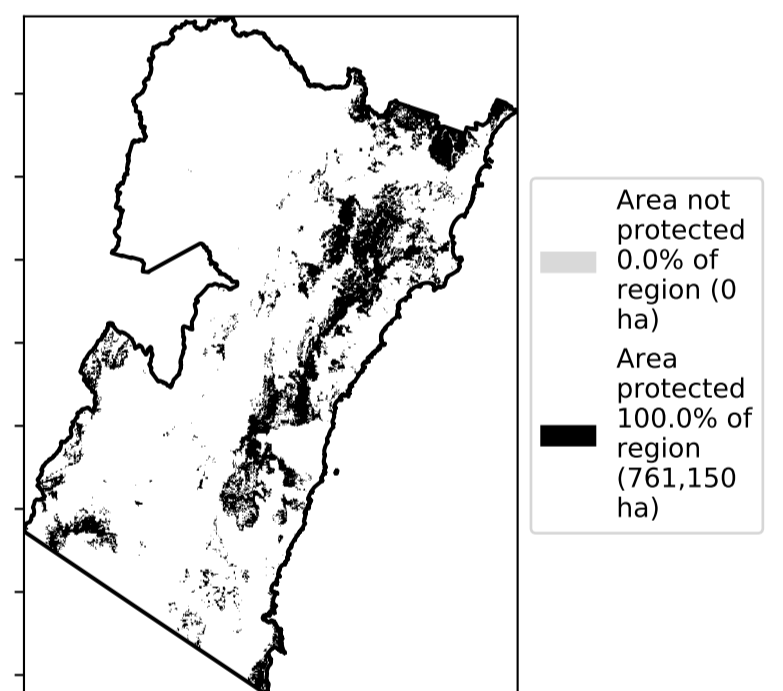 Area not
protected
0.0% of
region (0
ha)
Area
protected
100.0% of
region
(761,150
ha)